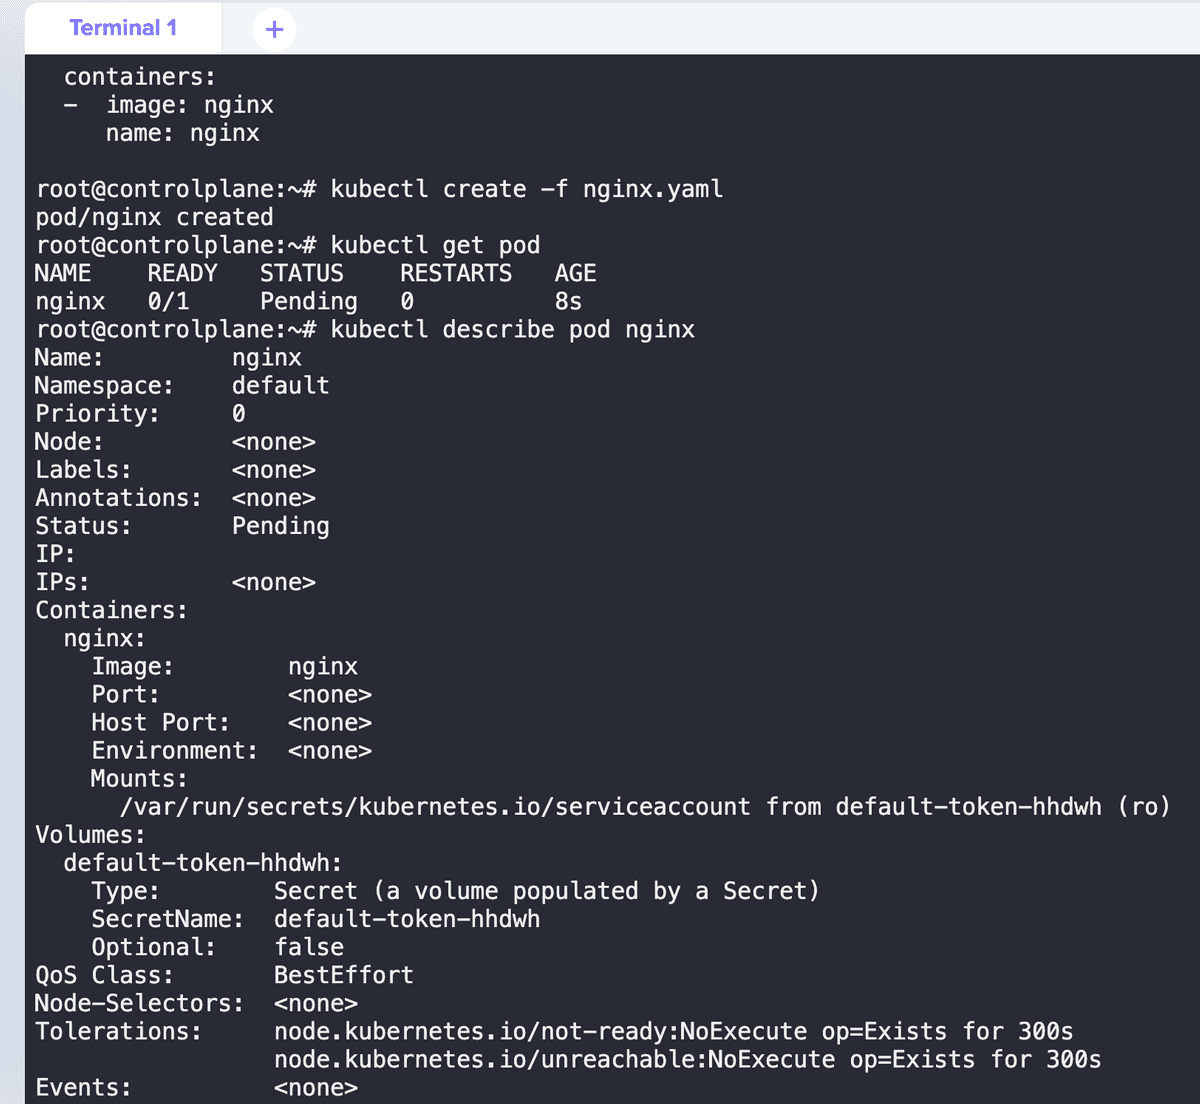 Terminal 1
+
containers:
- image: nginx
name: nginx
root@controlplane:~# kubectl create -f nginx.yaml
pod/nginx created
root@controlplane:~# kubectl get pod
NAME READY STATUS RESTARTS AGE
nginx 0/1 Pending 0 8s
root@controlplane:~# kubectl describe pod nginx
Name: nginx
Namespace: default
Priority: 0
Node: <none>
Labels: <none>
Annotations: <none>
Status: Pending
IP:
IPs: <none>
Containers:
nginx:
Image: nginx
Port: <none>
Host Port: <none>
Environment: <none>
Mounts:
/var/run/secrets/kubernetes.io/serviceaccount from default-token-hhdwh (ro)
Volumes:
default-token-hhdwh:
Type: Secret (a volume populated by a Secret)
SecretName: default-token-hhdwh
Optional: false
QoS Class: BestEffort
Node-Selectors: <none>
Tolerations: node.kubernetes.io/not-ready:NoExecute op=Exists for 300s
node.kubernetes.io/unreachable:NoExecute op=Exists for 300s
Events: <none>